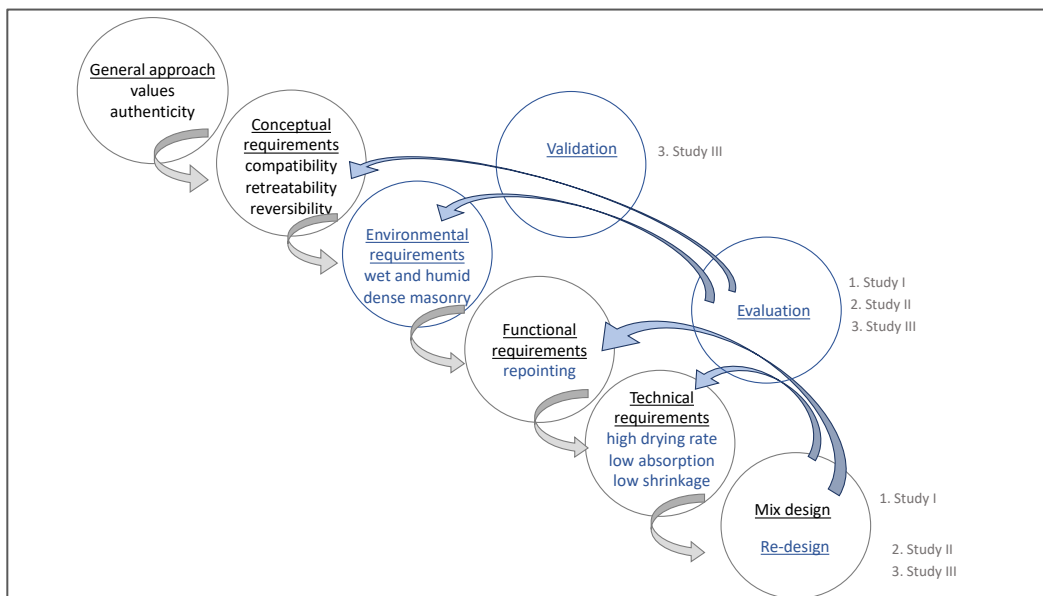 General approach
values
authenticity
Conceptual
requirements
compatibility
retreatability
reversibility
Validation
3. Study III
Environmental
requirements
wet and humid
dense masonry
Evaluation
1. Study I
2. Study II
3. Study III
Functional
requirements
repointing
Technical
requirements
high drying rate
low absorption
low shrinkage
Mix design
Re-design
1. Study I
2. Study II
3. Study III